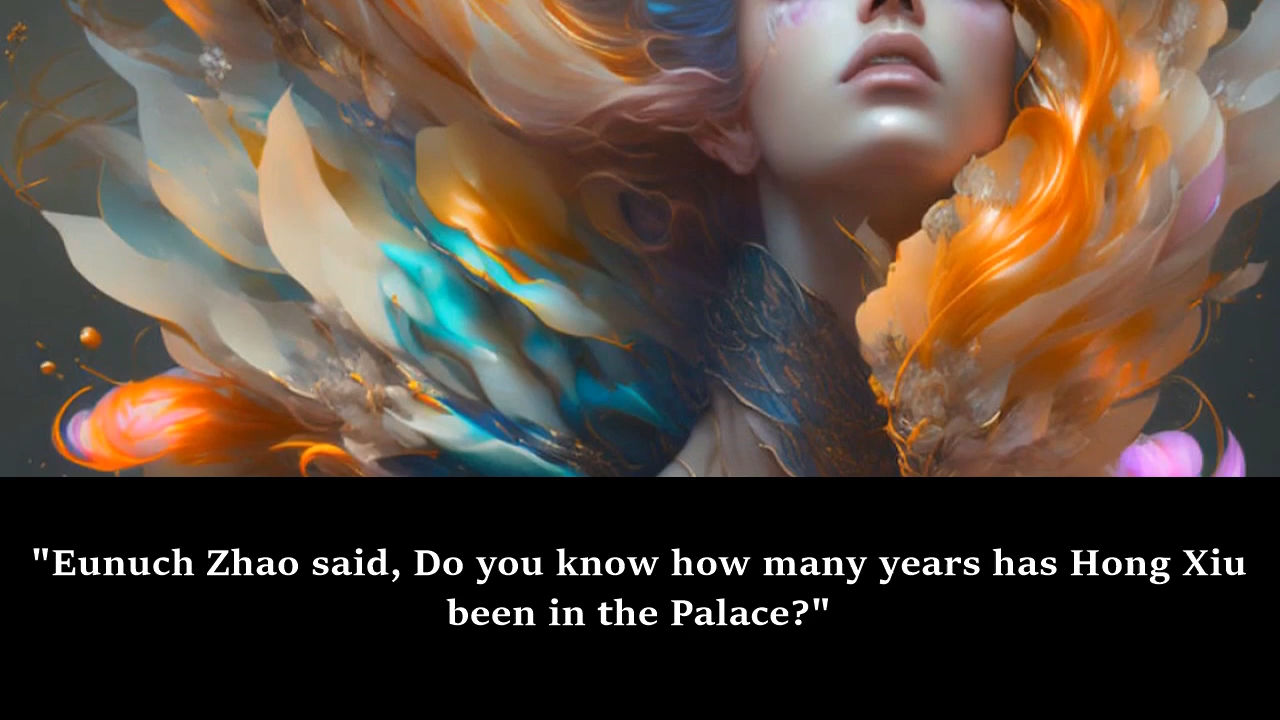 "Eunuch Zhao said, Do you know how many years has Hong Xiu
been in the Palace?"